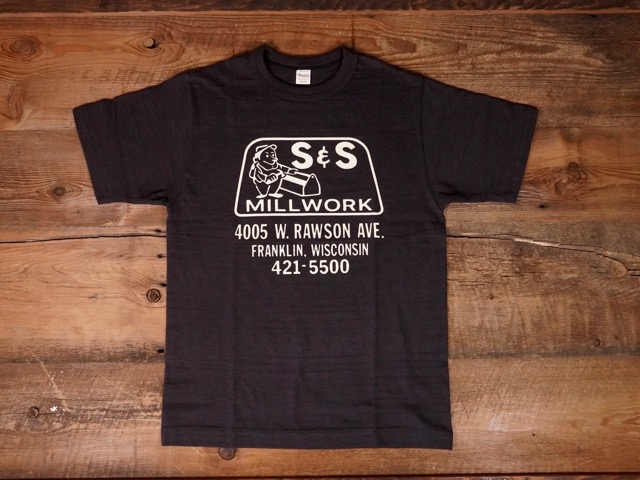 S & S
MILLWORK
4005 W. RAWSON AVE.
FRANKLIN, WISCONSIN
421-5500